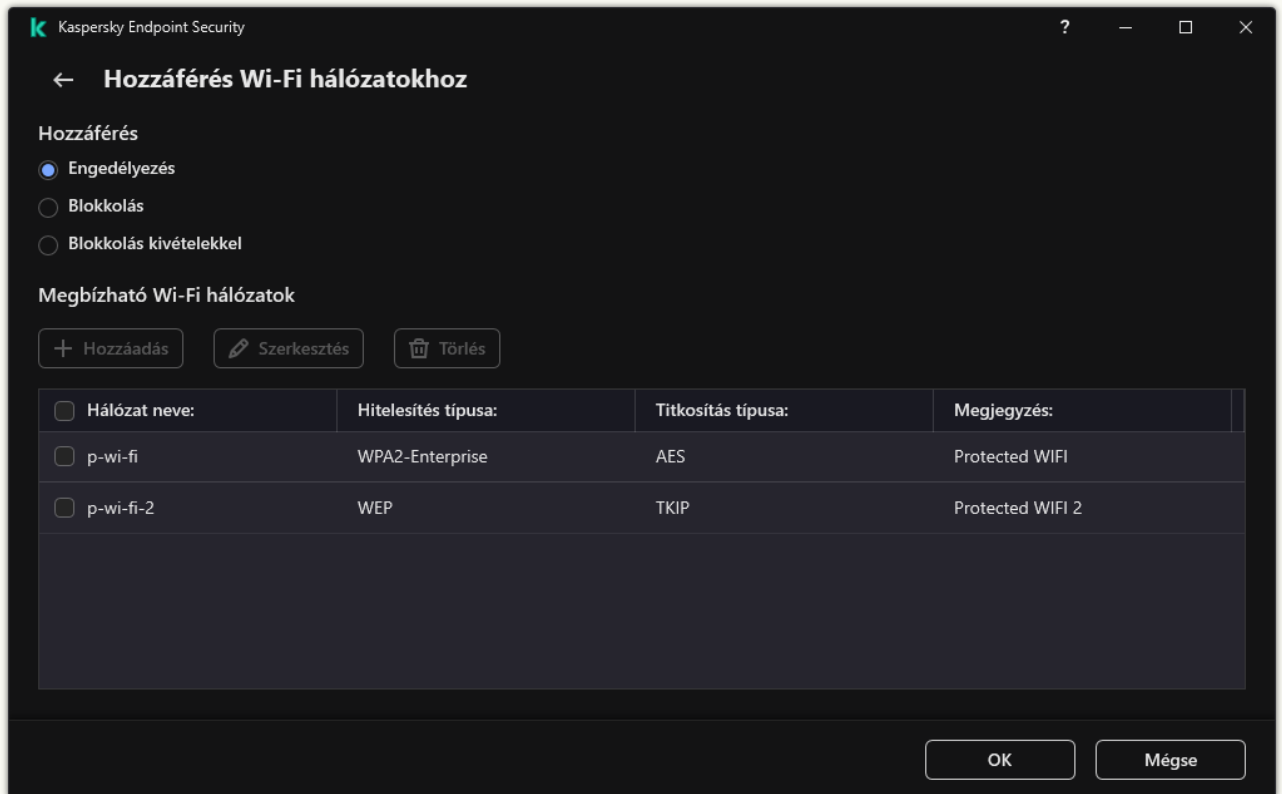 Kaspersky Endpoint Security ?
Hozzáférés Wi-Fi hálózatokhoz
Hozzáférés
Engedélyezés
Blokkolás
Blokkolás kivételekkel
Megbízható Wi-Fi hálózatok
Hozzáadás Szerkesztés Törlés
Hálózat neve: Hitelesítés típusa: Titkosítás típusa: Megjegyzés:
p-wi-fi WPA2-Enterprise AES Protected WIFI
p-wi-fi-2 WEP TKIP Protected WIFI 2
OK Mégse